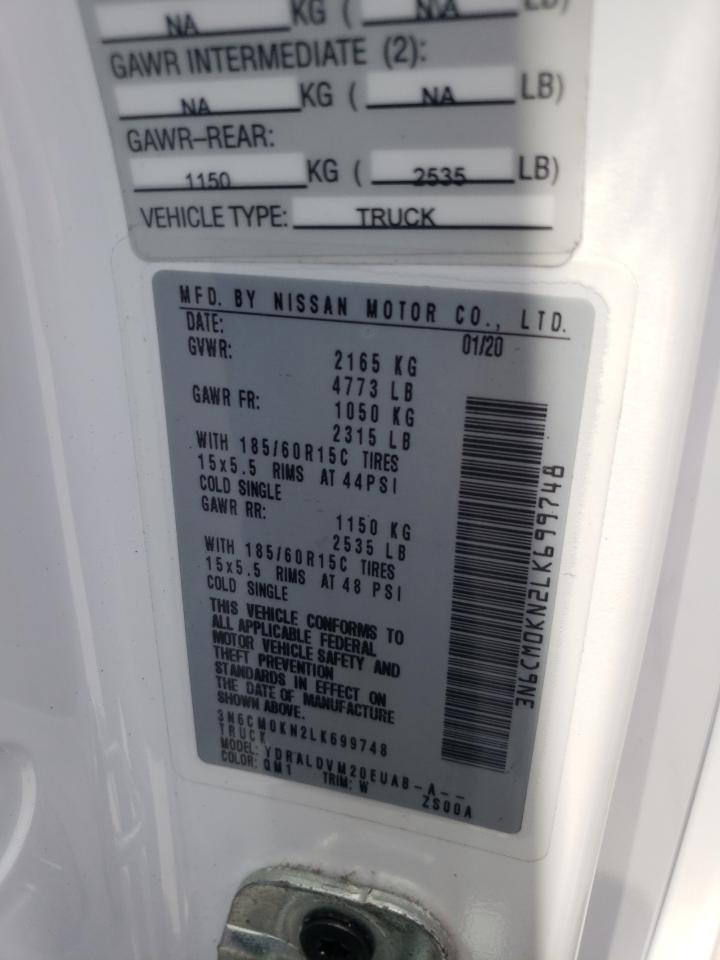 NA KG ( N\A LB)
GAWR INTERMEDIATE (2):
NA KG ( NA LB)
GAWR-REAR:
1150 KG ( 2535 LB)
VEHICLE TYPE: TRUCK
MFD. BY NISSAN MOTOR CO., LTD.
DATE: 01/20
GVWR: 2165 KG
4773 LB
GAWR FR: 1050 KG
2315 LB
WITH 185/60R15C TIRES
15x5.5 RIMS AT 44PSI
COLD SINGLE
GAWR RR: 1150 KG
2535 LB
WITH 185/60R15C TIRES
15x5.5 RIMS AT 48 PSI
COLD SINGLE
THIS VEHICLE CONFORMS TO
ALL APPLICABLE FEDERAL
MOTOR VEHICLE SAFETY AND
THEFT PREVENTION
STANDARDS IN EFFECT ON
THE DATE OF MANUFACTURE
SHOWN ABOVE.
3N6CM0KN2LK699748
TRUCK
MODEL: YDRALDVM20EUAB-A--
COLOR: QM1 TRIM: W ZS00A
3N6CM0KN2LK699748